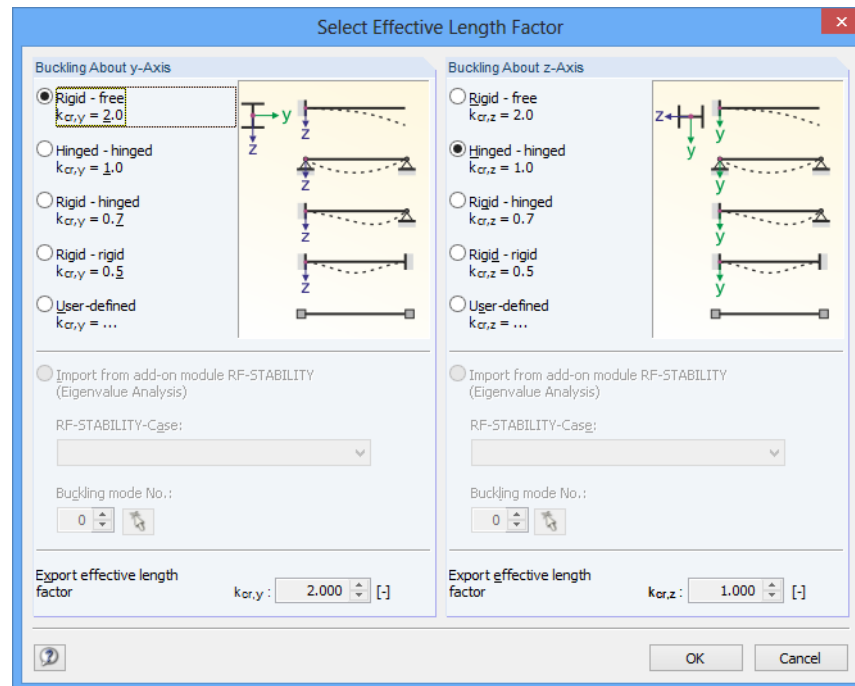 Select Effective Length Factor
Buckling About y-Axis
Rigid - free
kcr,y = 2.0
Hinged - hinged
kcr,y = 1.0
Rigid - hinged
kcr,y = 0.7
Rigid - rigid
kcr,y = 0.5
User-defined
kcr,y = ...
y
z
z
z
z
z
Import from add-on module RF-STABILITY
(Eigenvalue Analysis)
RF-STABILITY-Case:
Buckling mode No.:
0
Export effective length
factor
kcr,y : 2.000 [-]
Buckling About z-Axis
Rigid - free
kcr,z = 2.0
Hinged - hinged
kcr,z = 1.0
Rigid - hinged
kcr,z = 0.7
Rigid - rigid
kcr,z = 0.5
User-defined
kcr,z = ...
z
y
y
y
y
y
Import from add-on module RF-STABILITY
(Eigenvalue Analysis)
RF-STABILITY-Case:
Buckling mode No.:
0
Export effective length
factor
kcr,z : 1.000 [-]
OK
Cancel